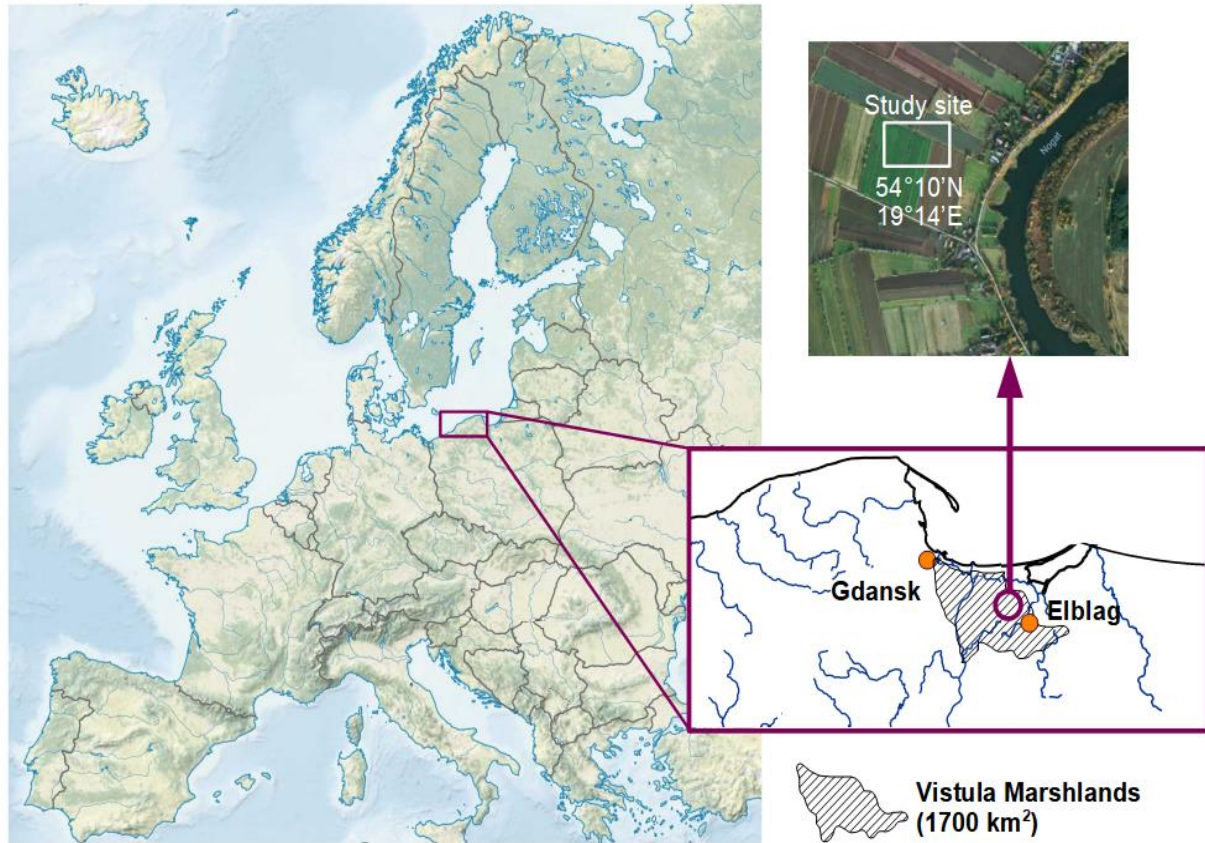 Study site
54°10'N
19°14'E
Nogat
Gdansk
Elblag
Vistula Marshlands
(1700 km²)